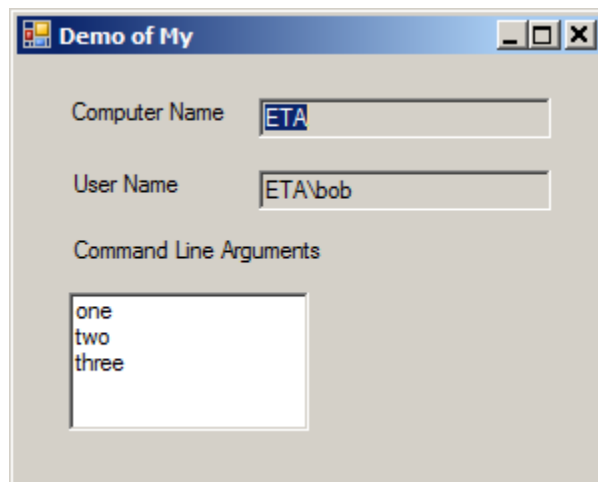 Demo of My
Computer Name ETA
User Name ETA\bob
Command Line Arguments
one
two
three